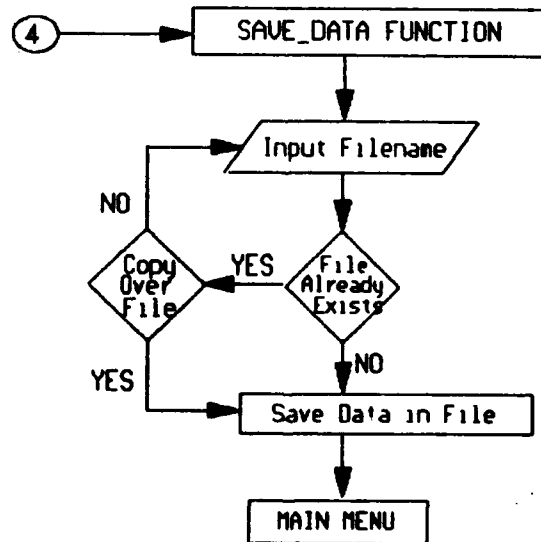 4
SAVE_DATA FUNCTION
Input Filename
NO
Copy
Over
File
YES
File
Already
Exists
YES
NO
Save Data in File
MAIN MENU